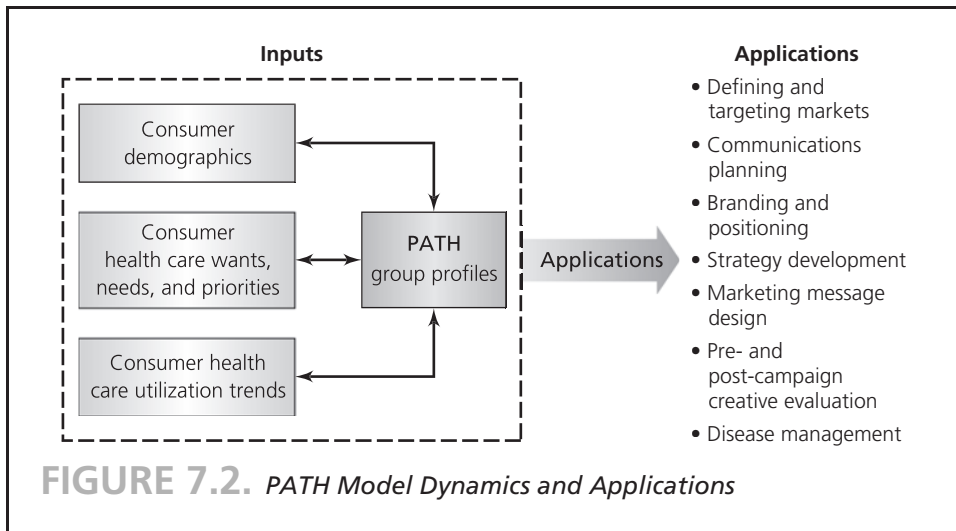 Inputs
Consumer
demographics
Consumer
health care wants,
needs, and priorities
Consumer health
care utilization trends
PATH
group profiles
Applications
Applications
• Defining and
targeting markets
• Communications
planning
• Branding and
positioning
• Strategy development
• Marketing message
design
• Pre- and
post-campaign
creative evaluation
• Disease management
FIGURE 7.2. PATH Model Dynamics and Applications